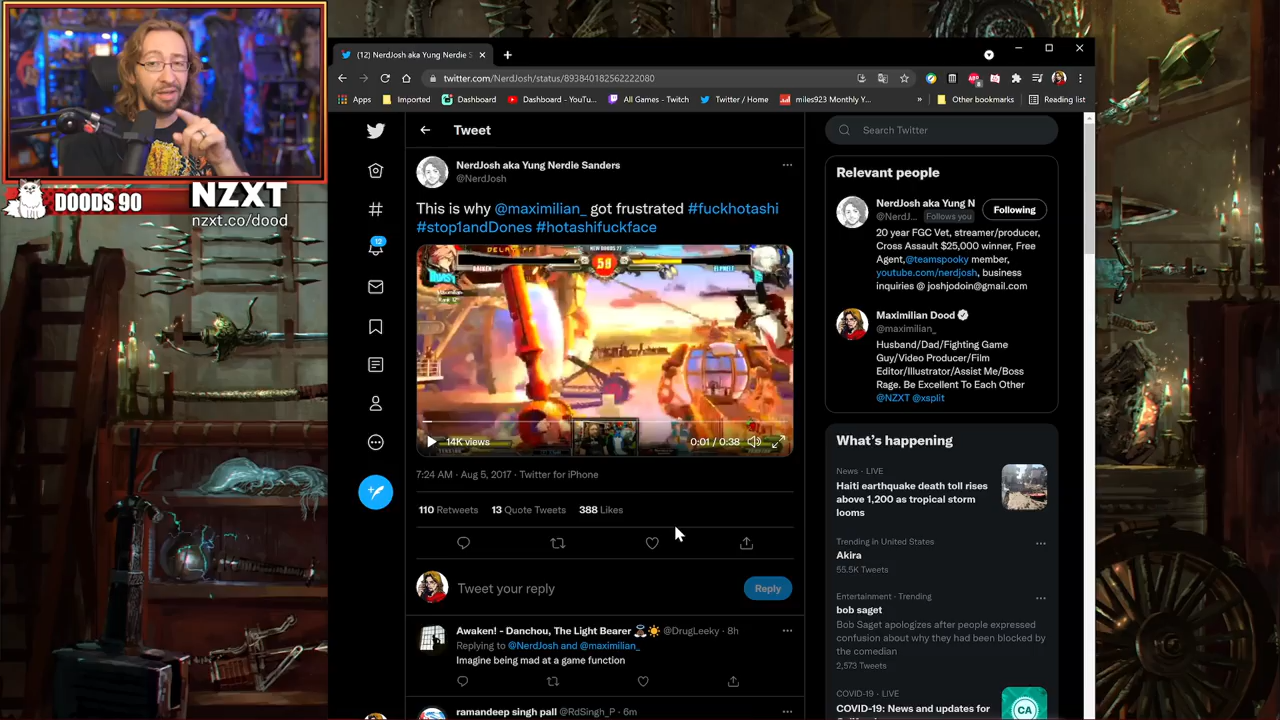 DOODS 90
NZXT
nzxt.co/dood
(12) NerdJosh aka Yung Nerdie S
twitter.com/NerdJosh/status/893840182562222080
Apps
Imported
Dashboard
Dashboard - YouTu...
All Games - Twitch
Twitter / Home
miles923 Monthly Y...
»
Other bookmarks
Reading list
Tweet
Search Twitter
12
NerdJosh aka Yung Nerdie Sanders
@NerdJosh
This is why @maximilian_ got frustrated #fuckhotashi
#stop1andDones #hotashifuckface
58
14K views
0:01 / 0:38
7:24 AM · Aug 5, 2017 · Twitter for iPhone
110 Retweets 13 Quote Tweets 388 Likes
Tweet your reply
Reply
Awaken! - Danchou, The Light Bearer @DrugLeeky · 8h
Replying to @NerdJosh and @maximilian_
Imagine being mad at a game function
ramandeep singh pall @RdSingh_P · 6m
Relevant people
NerdJosh aka Yung N
@NerdJ... Follows you
Following
20 year FGC Vet, streamer/producer,
Cross Assault $25,000 winner, Free
Agent,@teamspooky member,
youtube.com/nerdjosh, business
inquiries @ joshjodoin@gmail.com
Maximilian Dood
@maximilian_
Husband/Dad/Fighting Game
Guy/Video Producer/Film
Editor/Illustrator/Assist Me/Boss
Rage. Be Excellent To Each Other
@NZXT @xsplit
What's happening
News · LIVE
Haiti earthquake death toll rises
above 1,200 as tropical storm
looms
Trending in United States
Akira
55.5K Tweets
Entertainment · Trending
bob saget
Bob Saget apologizes after people expressed
confusion about why they had been blocked by
the comedian
2,573 Tweets
COVID-19 · LIVE
COVID-19: News and updates for
CA